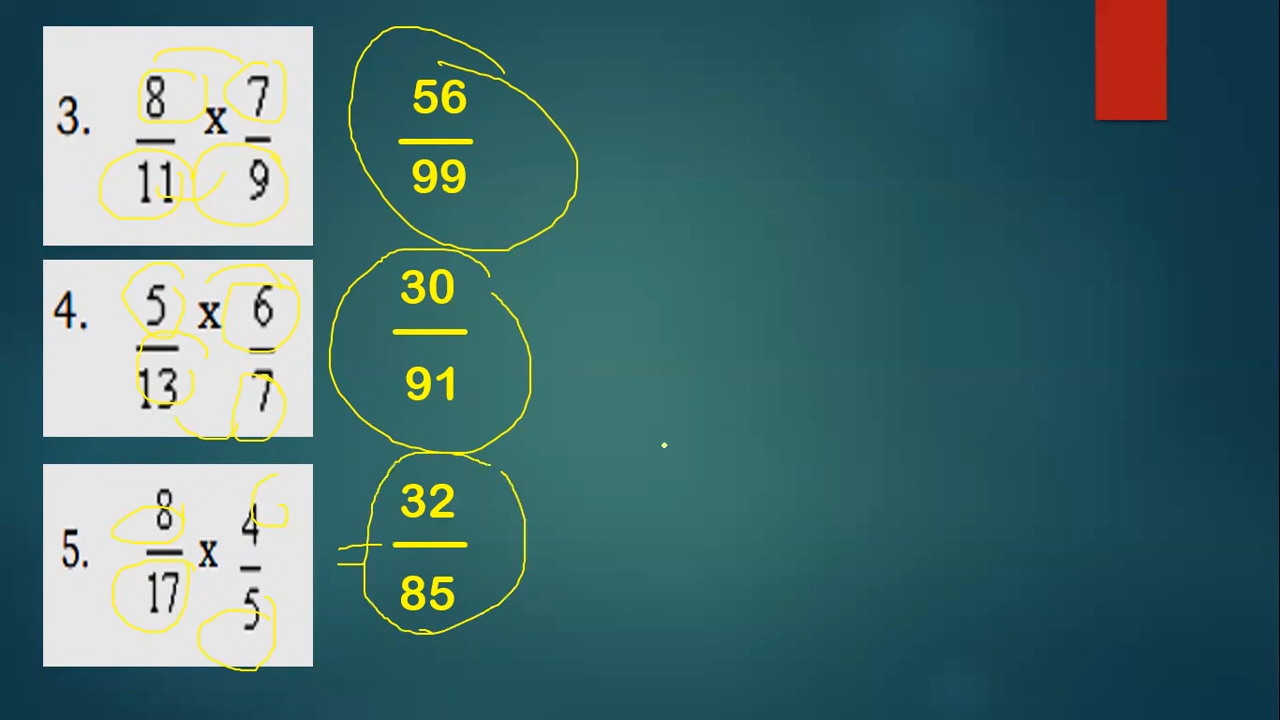 3. 8/11 x 7/9 56/99
4. 5/13 x 6/7 30/91
5. 8/17 x 4/5 = 32/85